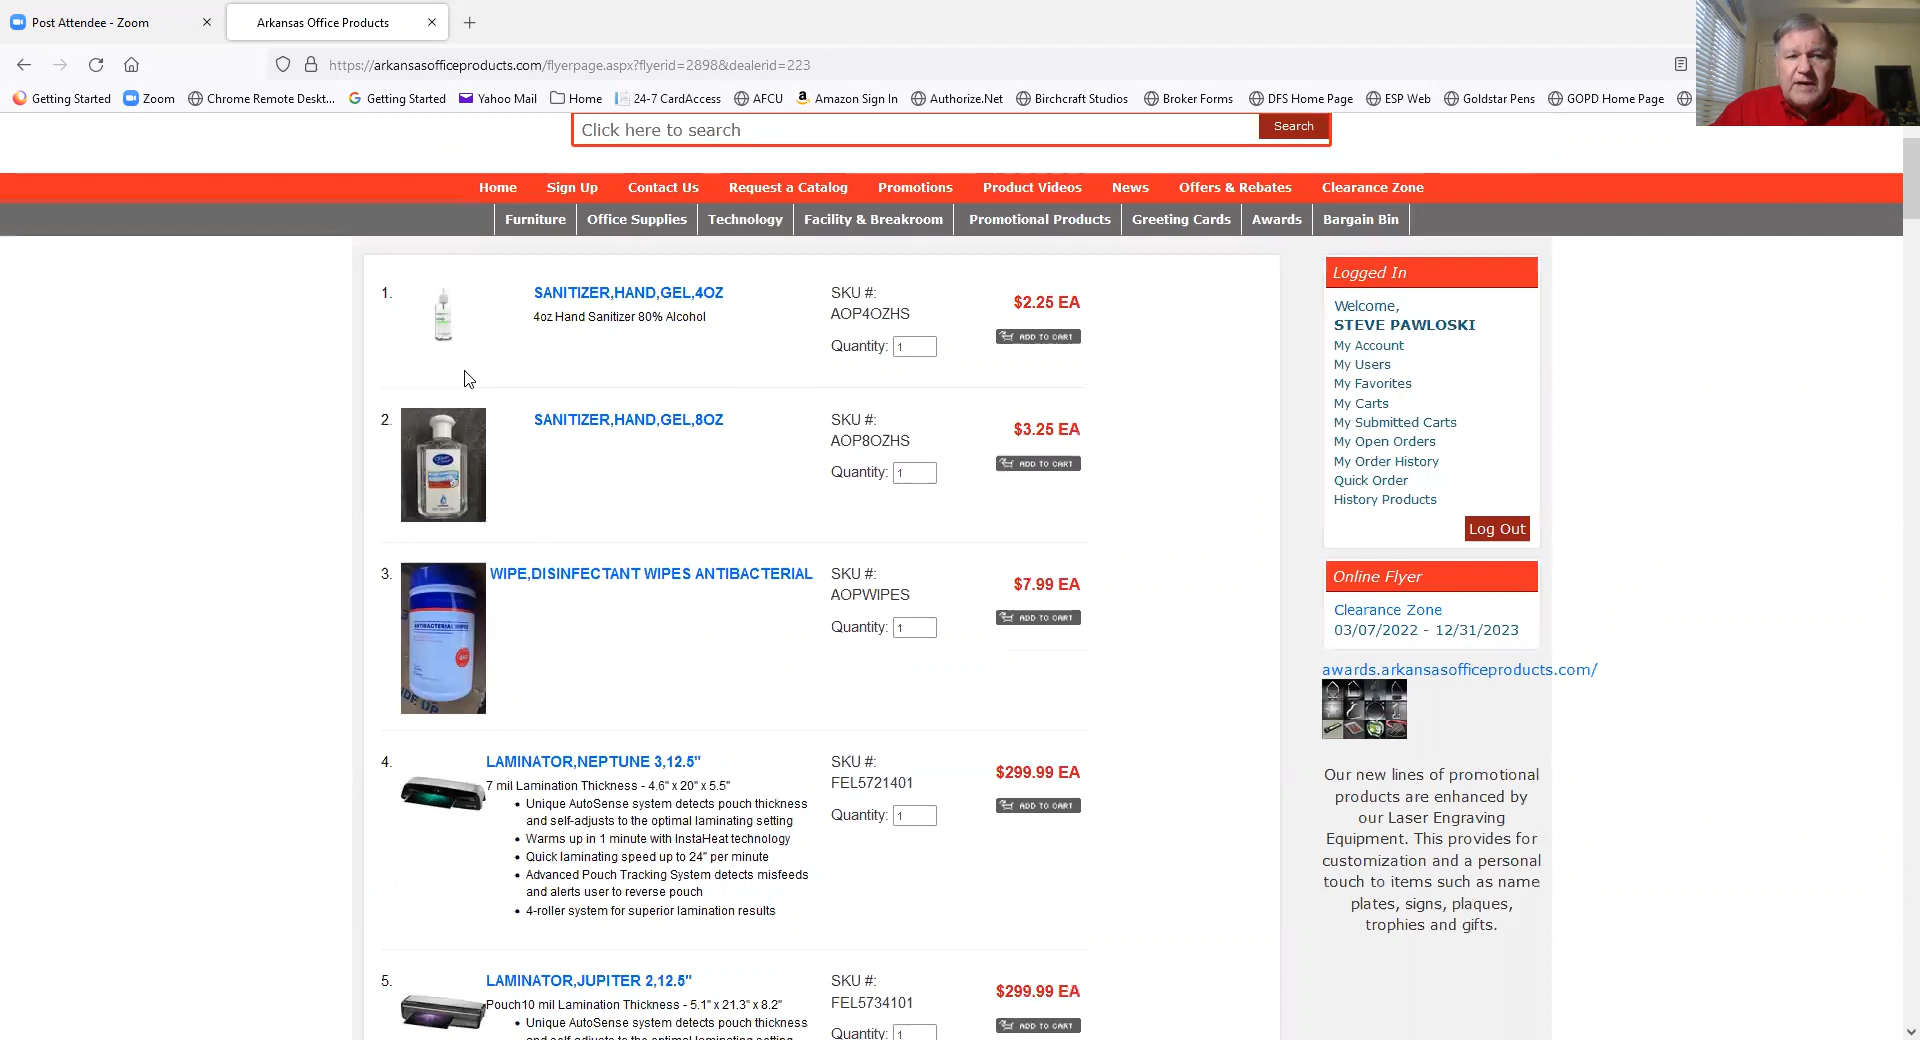 Post Attendee - Zoom
Arkansas Office Products
https://arkansasofficeproducts.com/flyerpage.aspx?flyerid=2898&dealerid=223
Getting Started Zoom Chrome Remote Deskt... Getting Started Yahoo Mail Home 24-7 CardAccess AFCU Amazon Sign In Authorize.Net Birchcraft Studios Broker Forms DFS Home Page ESP Web Goldstar Pens GOPD Home Page
Click here to search Search
Home Sign Up Contact Us Request a Catalog Promotions Product Videos News Offers & Rebates Clearance Zone
Furniture Office Supplies Technology Facility & Breakroom Promotional Products Greeting Cards Awards Bargain Bin
1. SANITIZER,HAND,GEL,4OZ
4oz Hand Sanitizer 80% Alcohol
SKU #:
AOP4OZHS
Quantity: 1
$2.25 EA
ADD TO CART
2. SANITIZER,HAND,GEL,8OZ
SKU #:
AOP8OZHS
Quantity: 1
$3.25 EA
ADD TO CART
3. WIPE,DISINFECTANT WIPES ANTIBACTERIAL
ANTIBACTERIAL WIPES
SKU #:
AOPWIPES
Quantity: 1
$7.99 EA
ADD TO CART
4. LAMINATOR,NEPTUNE 3,12.5"
7 mil Lamination Thickness - 4.6" x 20" x 5.5"
• Unique AutoSense system detects pouch thickness
and self-adjusts to the optimal laminating setting
• Warms up in 1 minute with InstaHeat technology
• Quick laminating speed up to 24" per minute
• Advanced Pouch Tracking System detects misfeeds
and alerts user to reverse pouch
• 4-roller system for superior lamination results
SKU #:
FEL5721401
Quantity: 1
$299.99 EA
ADD TO CART
5. LAMINATOR,JUPITER 2,12.5"
Pouch10 mil Lamination Thickness - 5.1" x 21.3" x 8.2"
• Unique AutoSense system detects pouch thickness
and self-adjusts to the optimal laminating setting
SKU #:
FEL5734101
Quantity: 1
$299.99 EA
ADD TO CART
Logged In
Welcome,
STEVE PAWLOSKI
My Account
My Users
My Favorites
My Carts
My Submitted Carts
My Open Orders
My Order History
Quick Order
History Products
Log Out
Online Flyer
Clearance Zone
03/07/2022 - 12/31/2023
awards.arkansasofficeproducts.com/
Our new lines of promotional
products are enhanced by
our Laser Engraving
Equipment. This provides for
customization and a personal
touch to items such as name
plates, signs, plaques,
trophies and gifts.